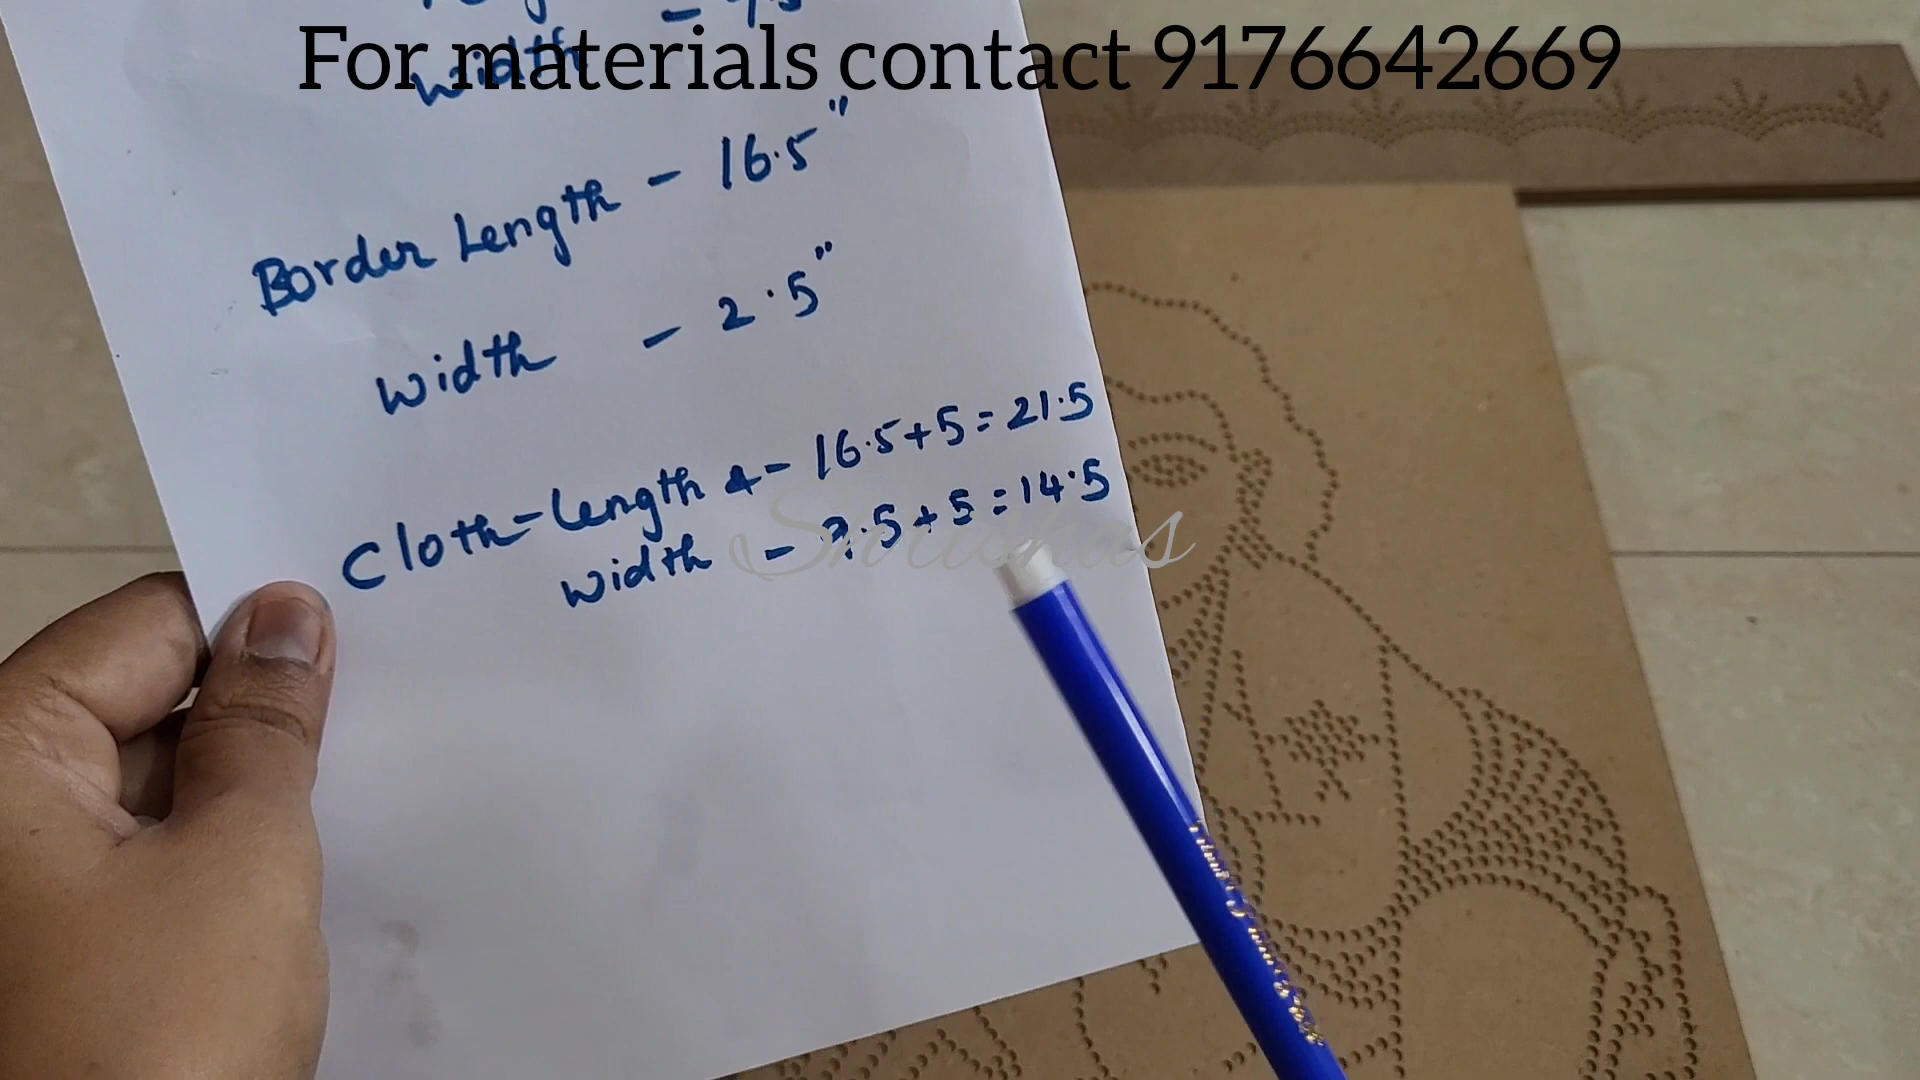 For materials contact 9176642669
width
Border Length - 16.5"
width - 2.5"
Cloth - length - 16.5+5=21.5
width - .5+5=14.5